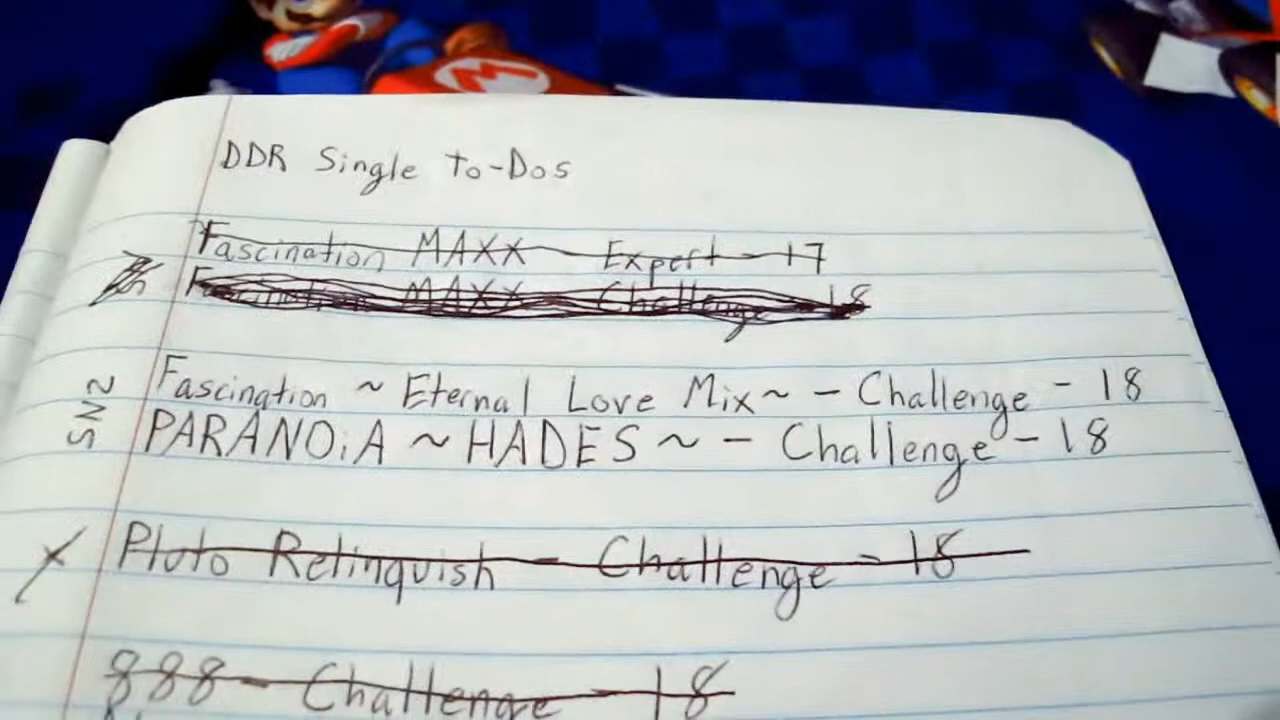 DDR Single To-Dos
Fascination MAXX - Expert - 17
Fascination MAXX - Challenge - 18
SN2
Fascination ~ Eternal Love Mix ~ - Challenge - 18
PARANOiA ~ HADES ~ - Challenge - 18
Pluto Relinquish - Challenge - 18
888 - Challenge - 18
M